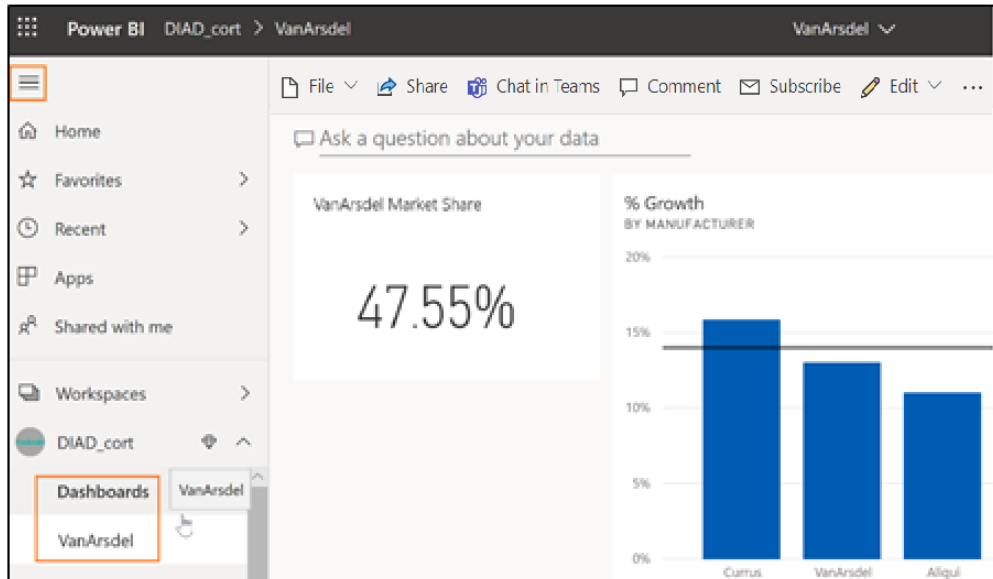 Power BI DIAD_cort > VanArsdel VanArsdel
File Share Chat in Teams Comment Subscribe Edit ...
Home
Favorites
Recent
Apps
Shared with me
Workspaces
DIAD_cort
Dashboards
VanArsdel
VanArsdel
Ask a question about your data
VanArsdel Market Share
47.55%
% Growth
BY MANUFACTURER
20%
15%
10%
5%
0%
Currus VanArsdel Aliqui